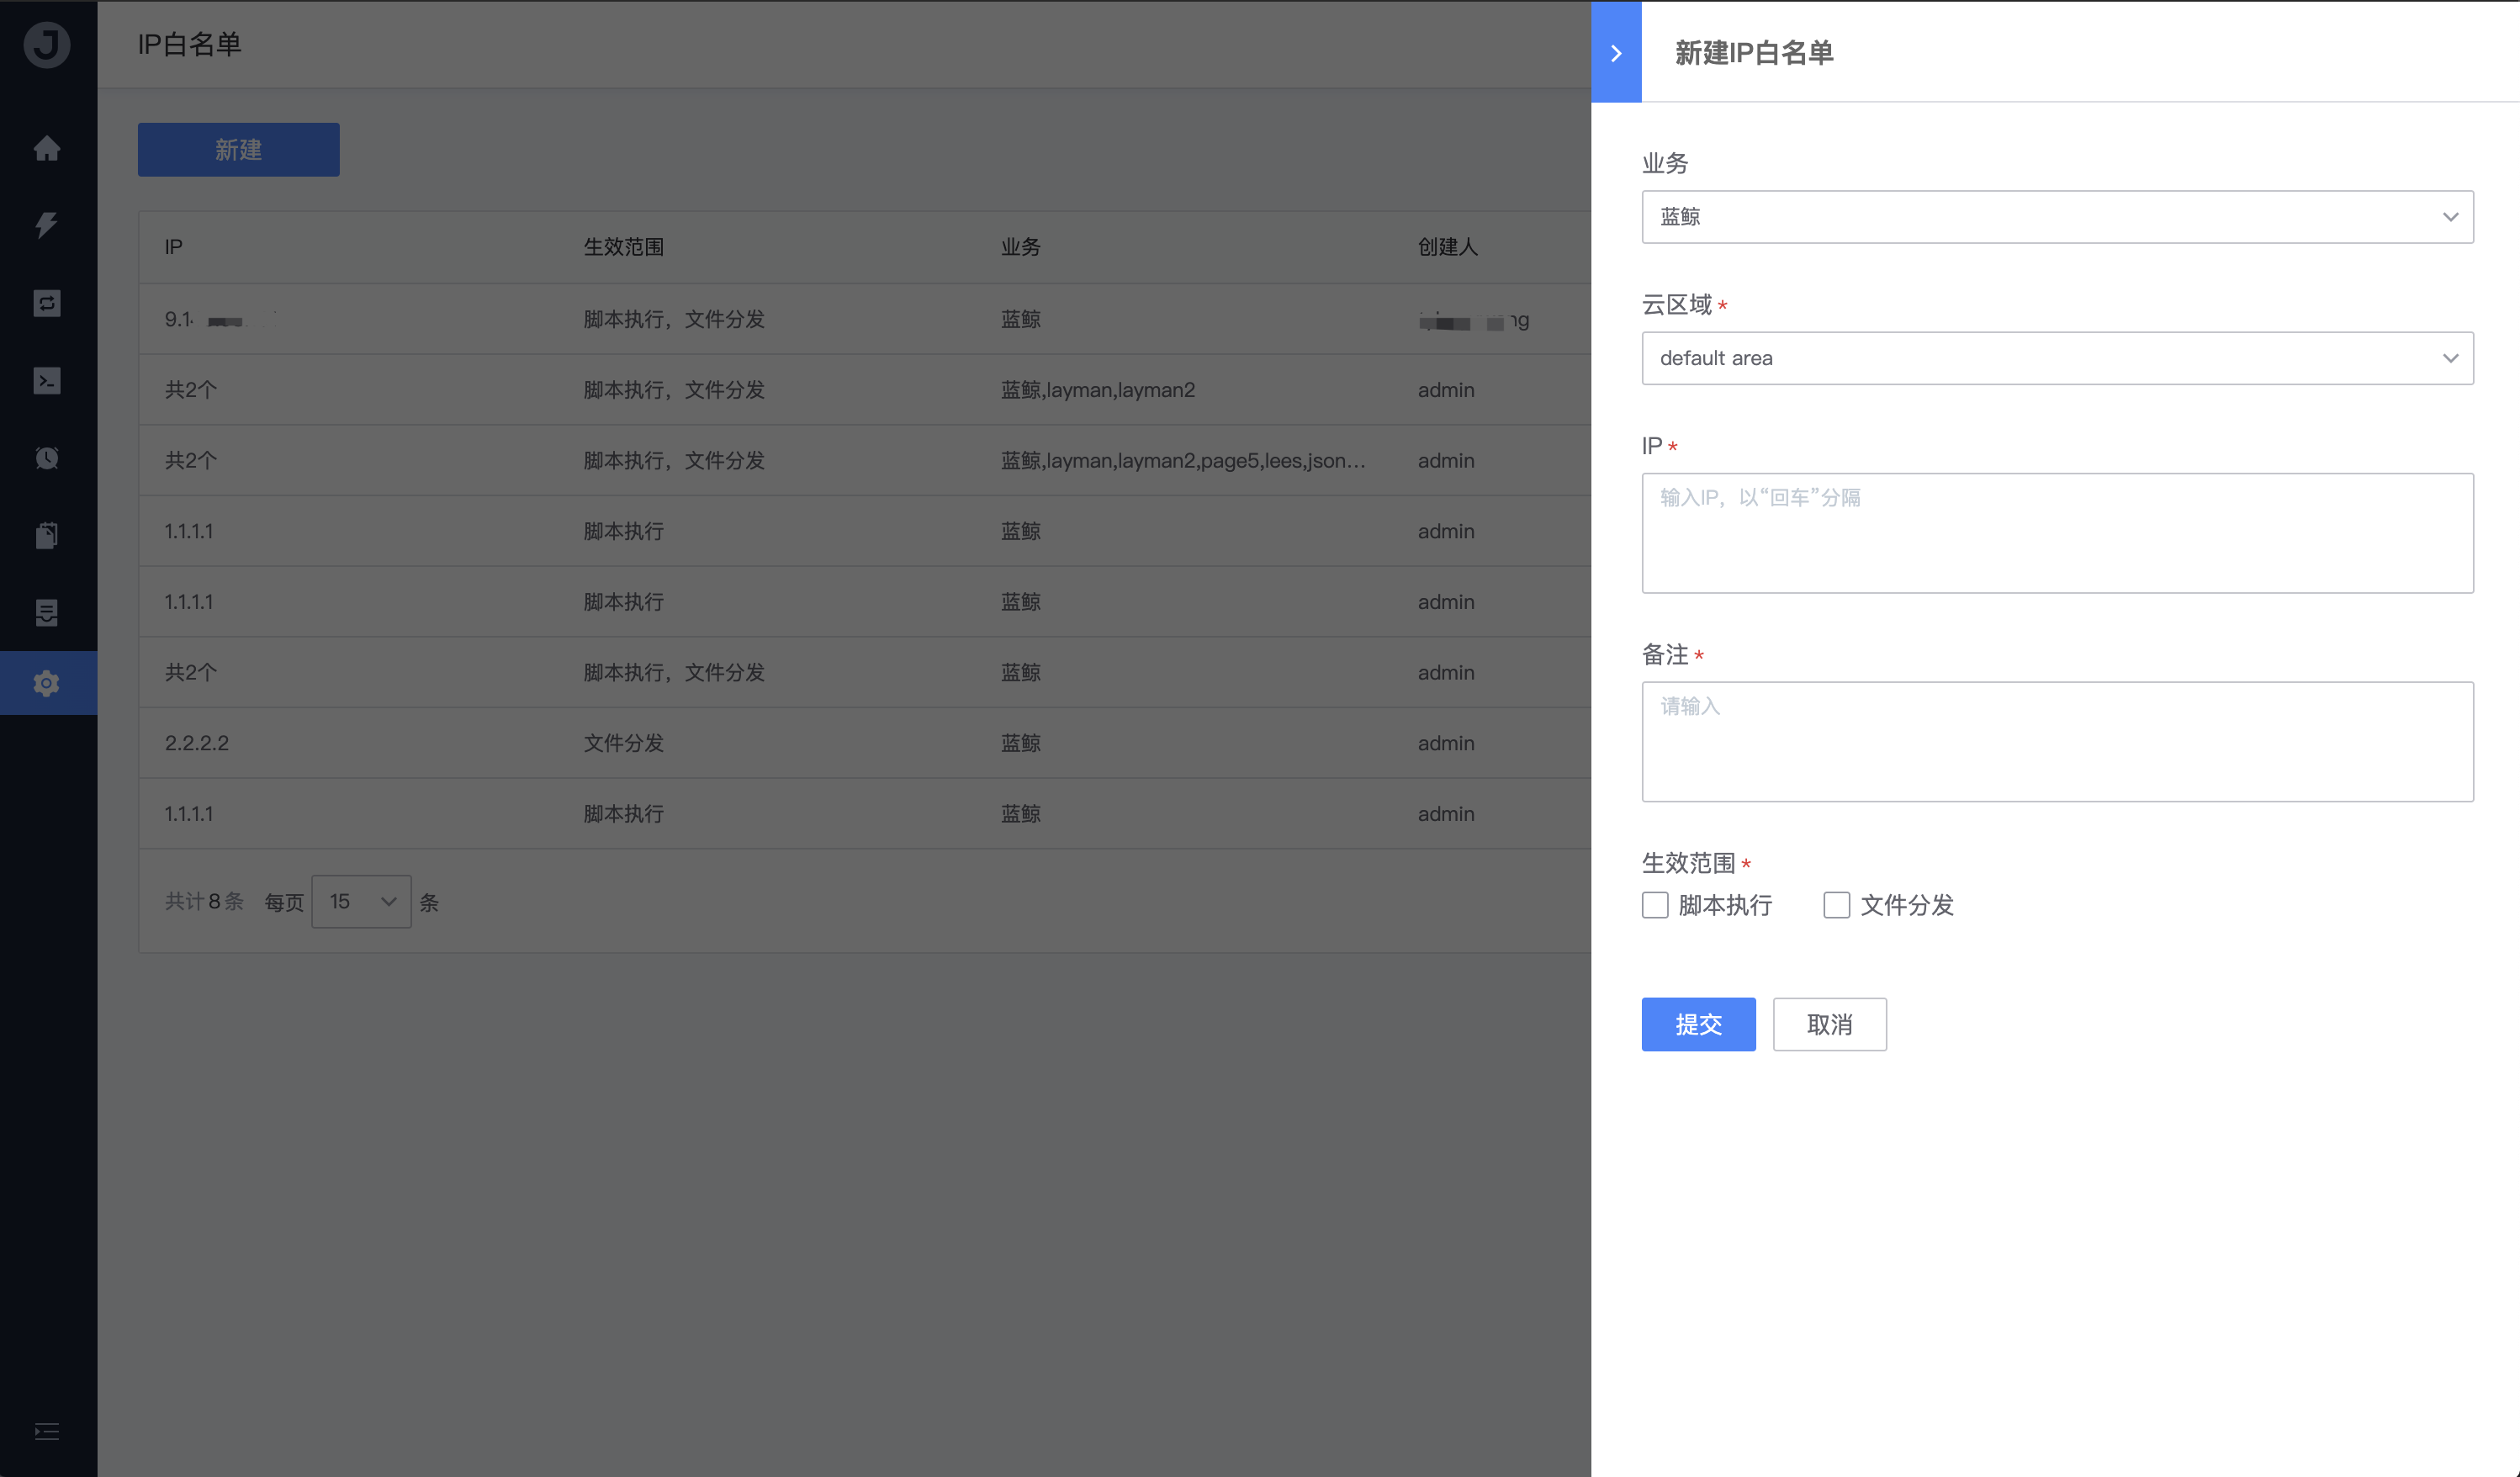 J
IP白名单
新建
IP 生效范围 业务 创建人
9.1 脚本执行，文件分发 蓝鲸
共2个 脚本执行，文件分发 蓝鲸,layman,layman2 admin
共2个 脚本执行，文件分发 蓝鲸,layman,layman2,page5,lees,json... admin
1.1.1.1 脚本执行 蓝鲸 admin
1.1.1.1 脚本执行 蓝鲸 admin
共2个 脚本执行，文件分发 蓝鲸 admin
2.2.2.2 文件分发 蓝鲸 admin
1.1.1.1 脚本执行 蓝鲸 admin
共计8条 每页 15 条
新建IP白名单
业务
蓝鲸
云区域 *
default area
IP *
输入IP，以“回车”分隔
备注 *
请输入
生效范围 *
脚本执行 文件分发
提交 取消